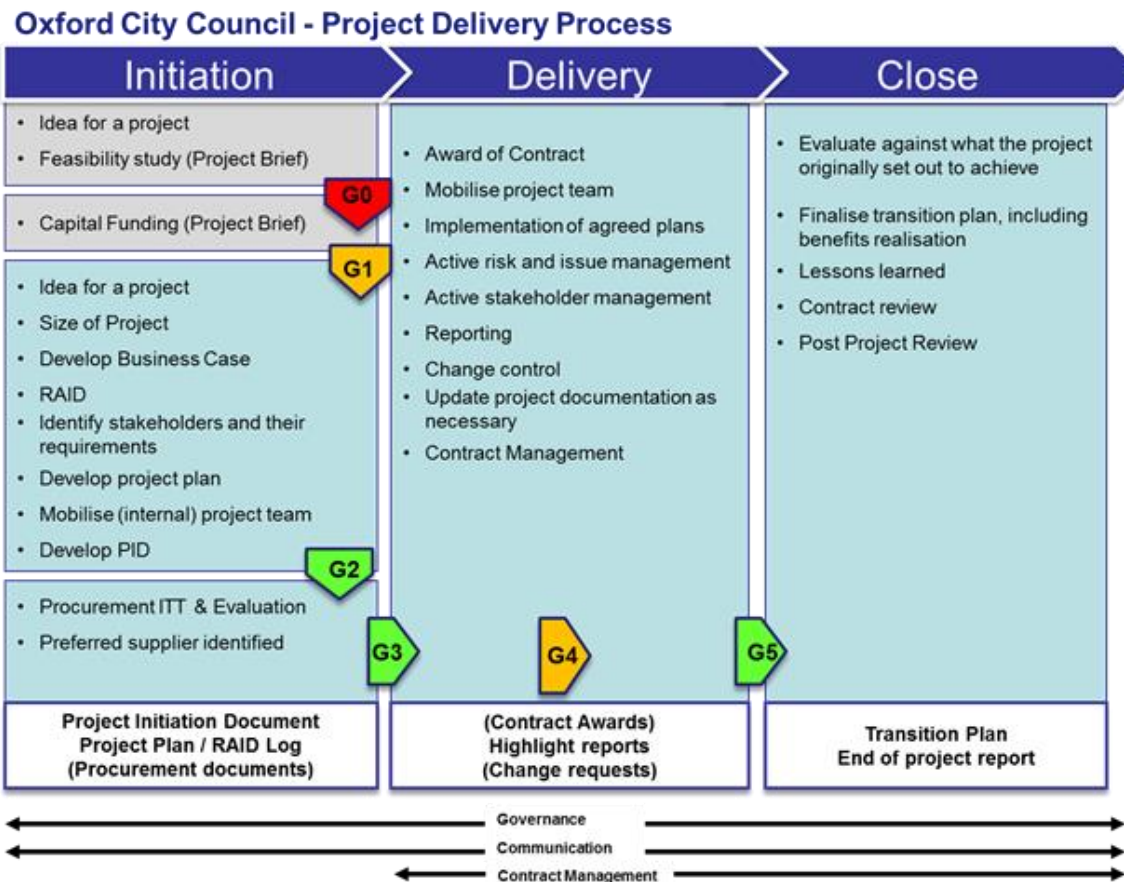 Oxford City Council - Project Delivery Process
Initiation
Delivery
Close
• Idea for a project
• Feasibility study (Project Brief)
G0
• Capital Funding (Project Brief)
G1
• Idea for a project
• Size of Project
• Develop Business Case
• RAID
• Identify stakeholders and their
requirements
• Develop project plan
• Mobilise (internal) project team
• Develop PID
G2
• Procurement ITT & Evaluation
• Preferred supplier identified
G3
• Award of Contract
• Mobilise project team
• Implementation of agreed plans
• Active risk and issue management
• Active stakeholder management
• Reporting
• Change control
• Update project documentation as
necessary
• Contract Management
G4
G5
• Evaluate against what the project
originally set out to achieve
• Finalise transition plan, including
benefits realisation
• Lessons learned
• Contract review
• Post Project Review
Project Initiation Document
Project Plan / RAID Log
(Procurement documents)
(Contract Awards)
Highlight reports
(Change requests)
Transition Plan
End of project report
Governance
Communication
Contract Management